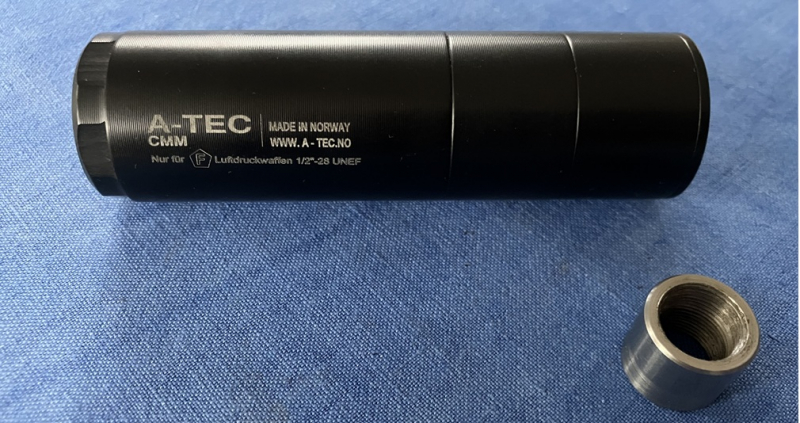 A-TEC
CMM
MADE IN NORWAY
WWW.A-TEC.NO
Nur für F Luftdruckwaffen 1/2"-28 UNEF